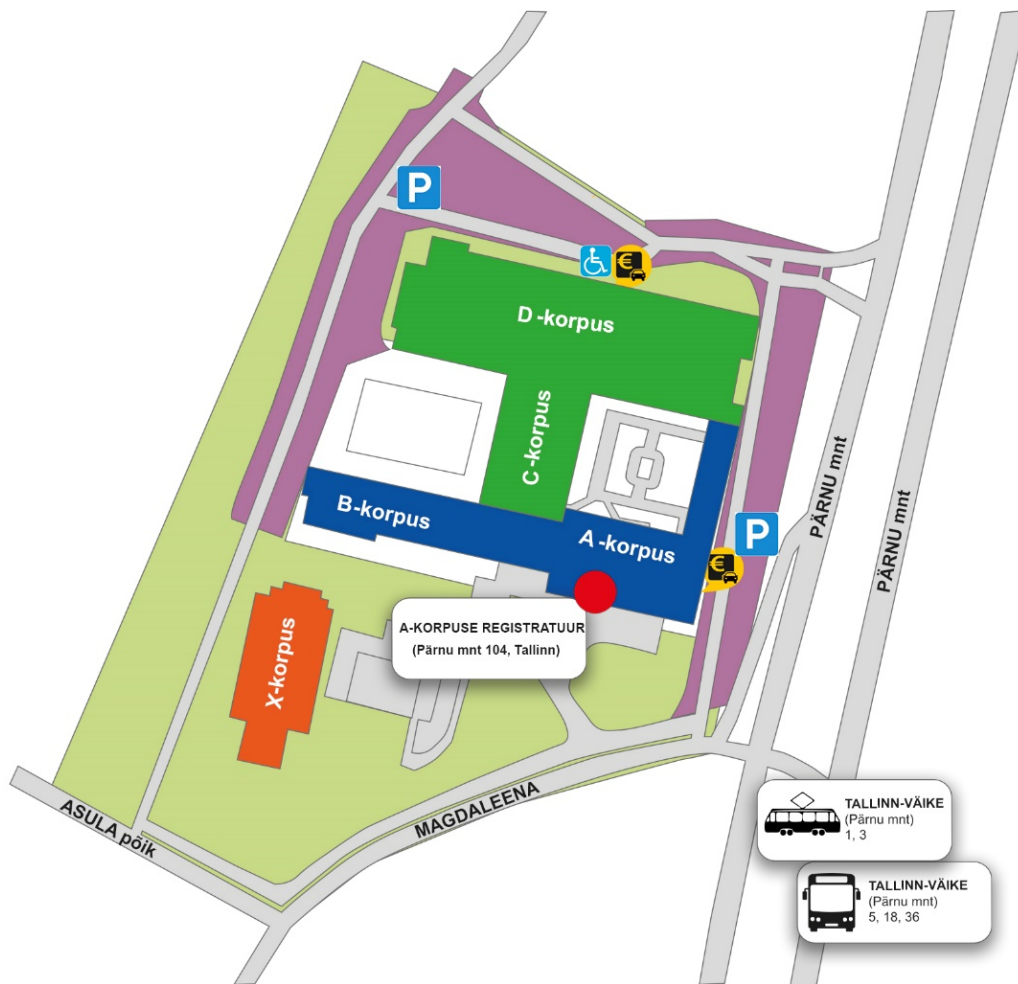 P
€
D -korpus
C-korpus
B-korpus
A -korpus
P
€
PÄRNU mnt
PÄRNU mnt
A-KORPUSE REGISTRATUUR
(Pärnu mnt 104, Tallinn)
X-korpus
MAGDALEENA
ASULA põik
TALLINN-VÄIKE
(Pärnu mnt)
1, 3
TALLINN-VÄIKE
(Pärnu mnt)
5, 18, 36